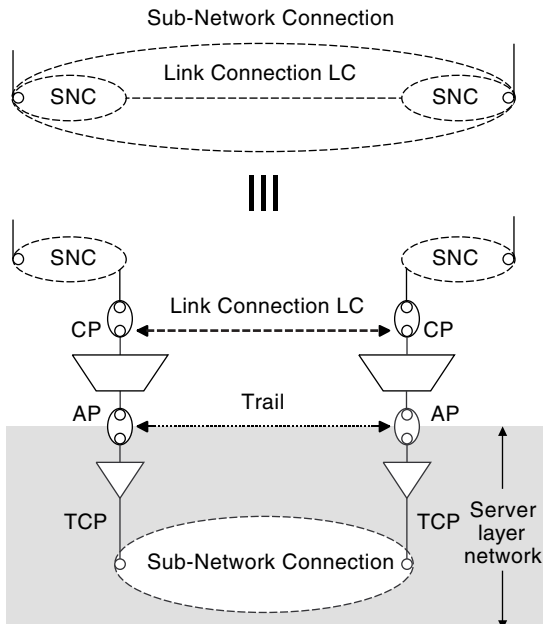 Sub-Network Connection
Link Connection LC
SNC
SNC
SNC
SNC
Link Connection LC
CP
CP
Trail
AP
AP
TCP
TCP
Server
layer
network
Sub-Network Connection